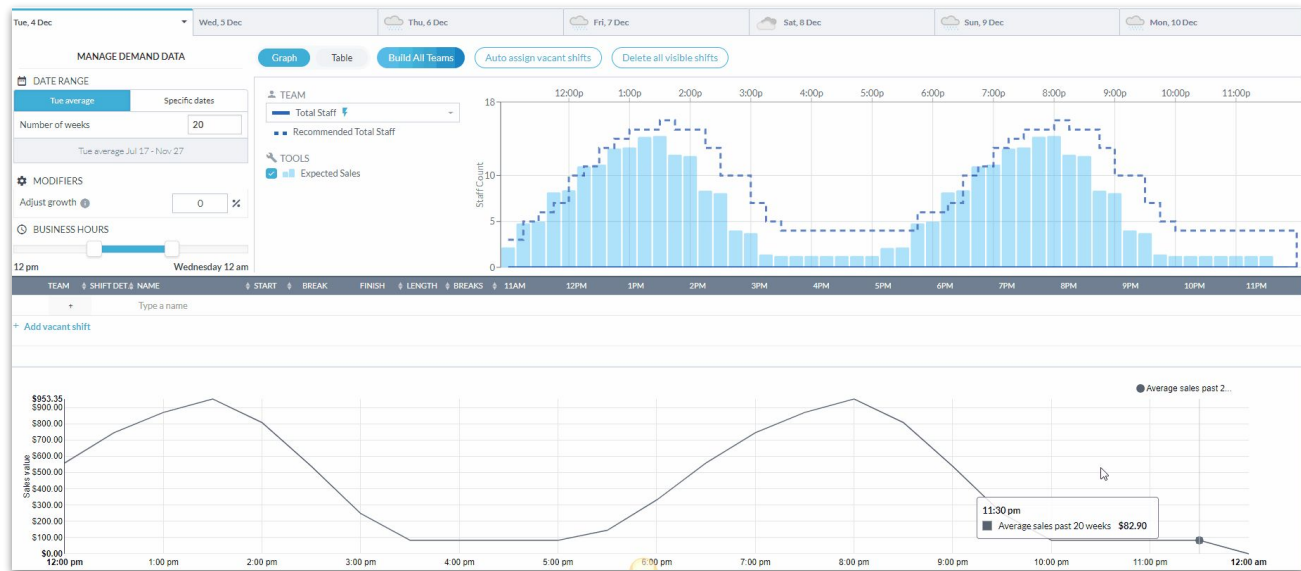 Tue, 4 Dec
Wed, 5 Dec
Thu, 6 Dec
Fri, 7 Dec
Sat, 8 Dec
Sun, 9 Dec
Mon, 10 Dec
MANAGE DEMAND DATA
Graph
Table
Build All Teams
Auto assign vacant shifts
Delete all visible shifts
DATE RANGE
Tue average
Specific dates
Number of weeks
20
Tue average Jul 17 - Nov 27
MODIFIERS
Adjust growth
0
%
BUSINESS HOURS
12 pm
Wednesday 12 am
TEAM
Total Staff
Recommended Total Staff
TOOLS
Expected Sales
12:00p 1:00p 2:00p 3:00p 4:00p 5:00p 6:00p 7:00p 8:00p 9:00p 10:00p 11:00p
18
10
5
0
Staff Count
TEAM SHIFT DET. NAME START BREAK FINISH LENGTH BREAKS 11AM 12PM 1PM 2PM 3PM 4PM 5PM 6PM 7PM 8PM 9PM 10PM 11PM
+ Type a name
+ Add vacant shift
Average sales past 2...
$953.35
$900.00
$800.00
$700.00
$600.00
$500.00
$400.00
$300.00
$200.00
$100.00
$0.00
Sales value
11:30 pm
Average sales past 20 weeks $82.90
12:00 pm 1:00 pm 2:00 pm 3:00 pm 4:00 pm 5:00 pm 6:00 pm 7:00 pm 8:00 pm 9:00 pm 10:00 pm 11:00 pm 12:00 am